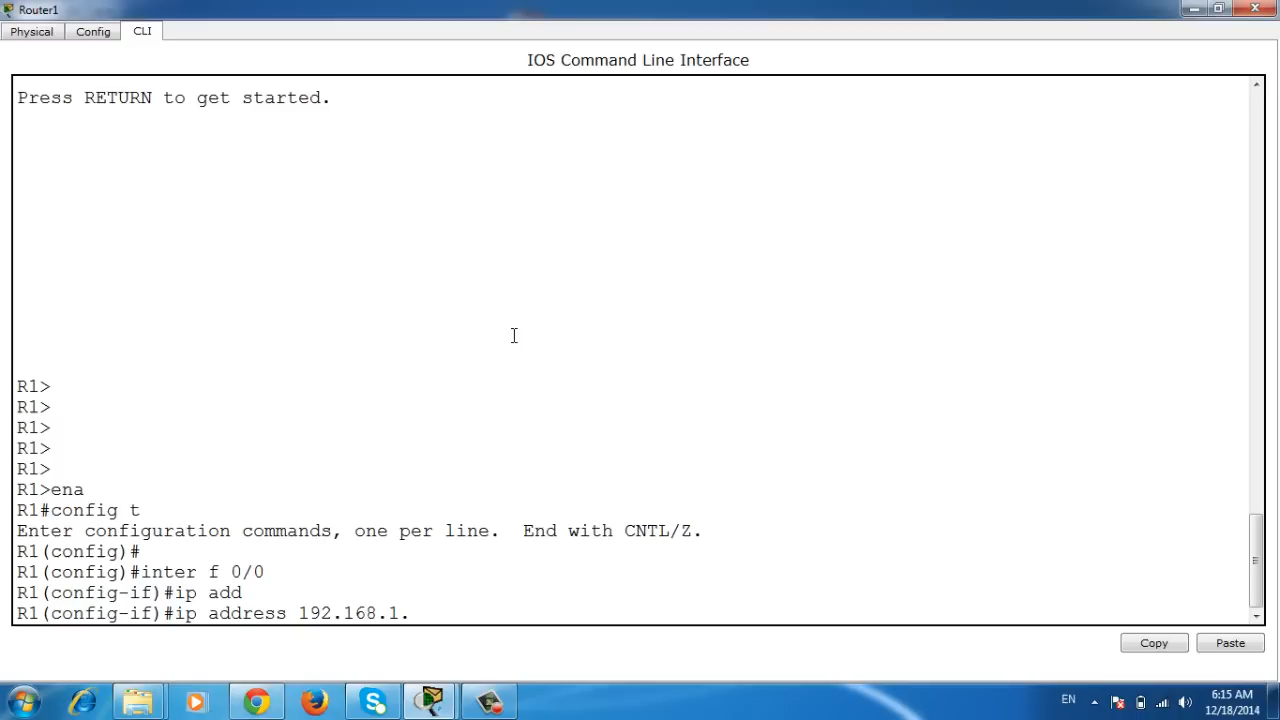 Router1
Physical Config CLI
IOS Command Line Interface
Press RETURN to get started.
R1>
R1>
R1>
R1>
R1>
R1>ena
R1#config t
Enter configuration commands, one per line.  End with CNTL/Z.
R1(config)#
R1(config)#inter f 0/0
R1(config-if)#ip add
R1(config-if)#ip address 192.168.1.
Copy Paste
EN
6:15 AM
12/18/2014